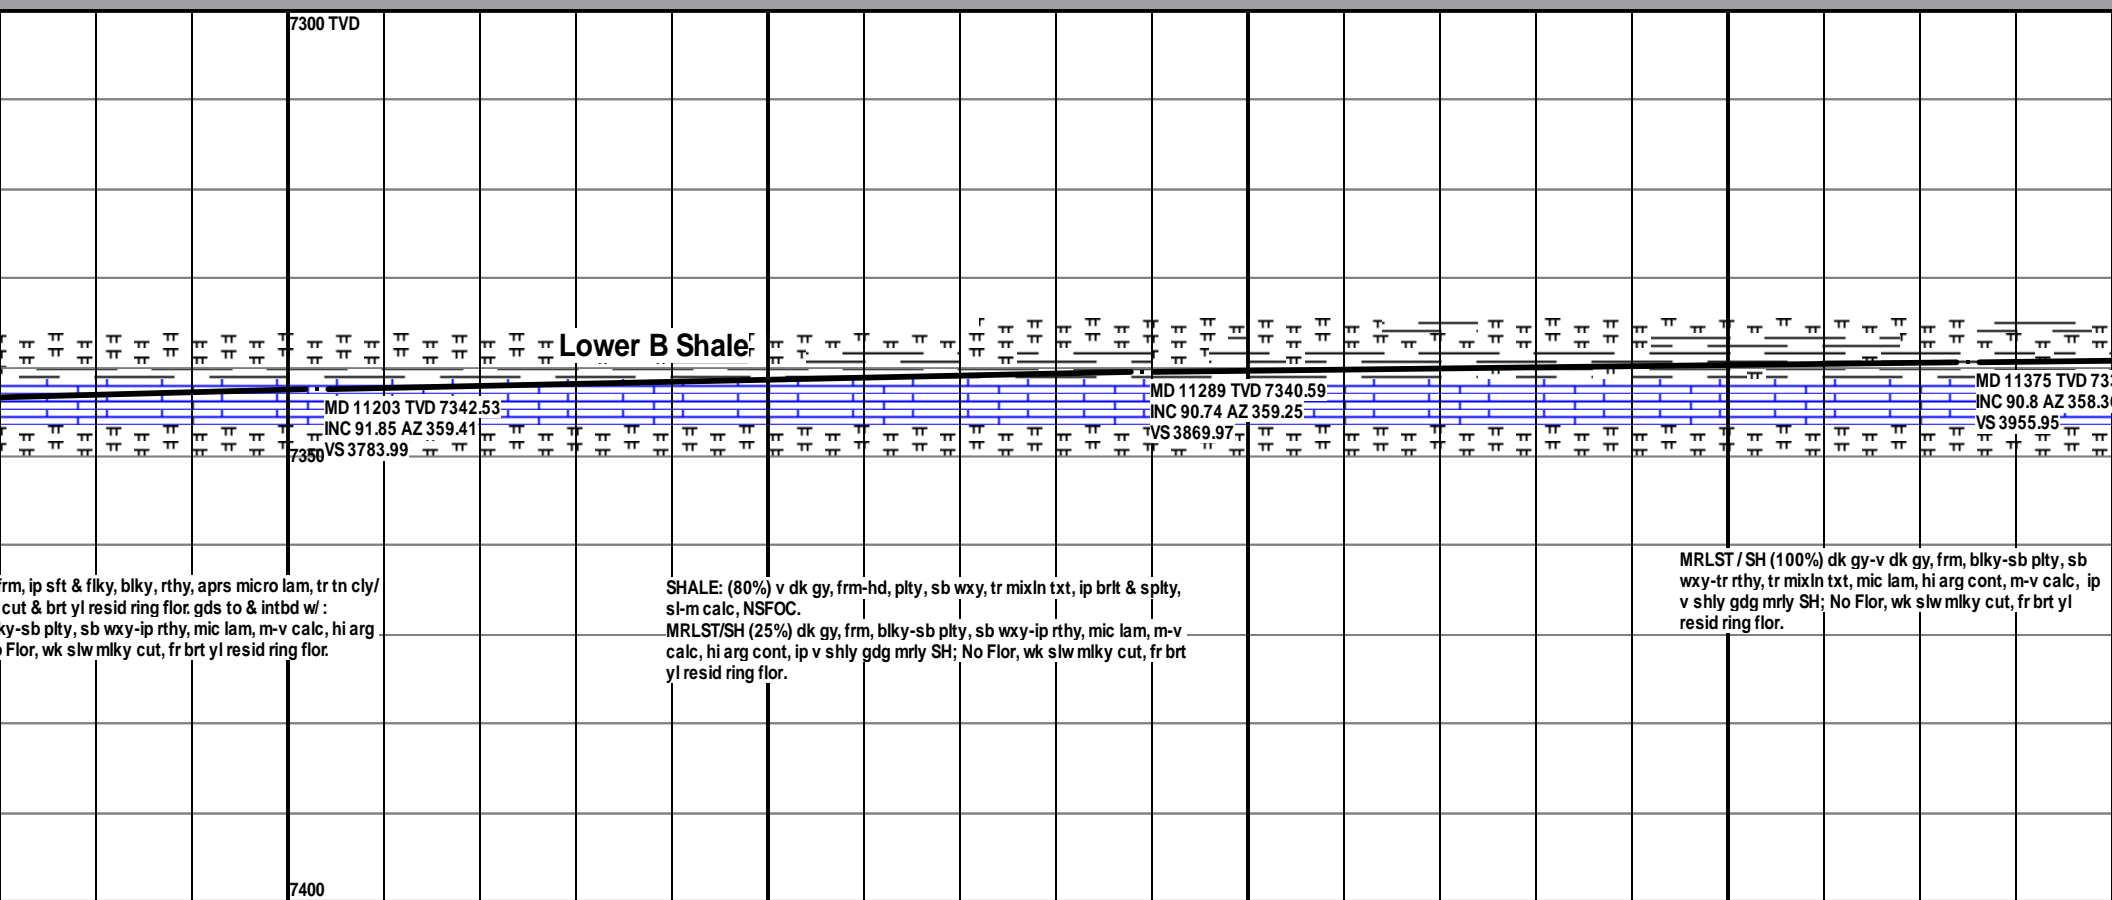 7300 TVD
Lower B Shale
MD 11203 TVD 7342.53
INC 91.85 AZ 359.41
VS 3783.99
7350
MD 11289 TVD 7340.59
INC 90.74 AZ 359.25
VS 3869.97
MD 11375 TVD
INC 90.8 AZ
VS 3955.95
frm, ip sft & flky, blky, rthy, aprs micro lam, tr tn cly/
cut & brt yl resid ring flor. gds to & intbd w/ :
sb plty, sb wxy-ip rthy, mic lam, m-v calc, hi arg
Flor, wk slw mlky cut, fr brt yl resid ring flor.
SHALE: (80%) v dk gy, frm-hd, plty, sb wxy, tr mixln txt, ip brlt & splty,
sl-m calc, NSFOC.
MRLST/SH (25%) dk gy, frm, blky-sb plty, sb wxy-ip rthy, mic lam, m-v
calc, hi arg cont, ip v shly gdg mrly SH; No Flor, wk slw mlky cut, fr brt
yl resid ring flor.
MRLST / SH (100%) dk gy-v dk gy, frm, blky-sb plty, sb
wxy-tr rthy, tr mixln txt, mic lam, hi arg cont, m-v calc, ip
v shly gdg mrly SH; No Flor, wk slw mlky cut, fr brt yl
resid ring flor.
7400